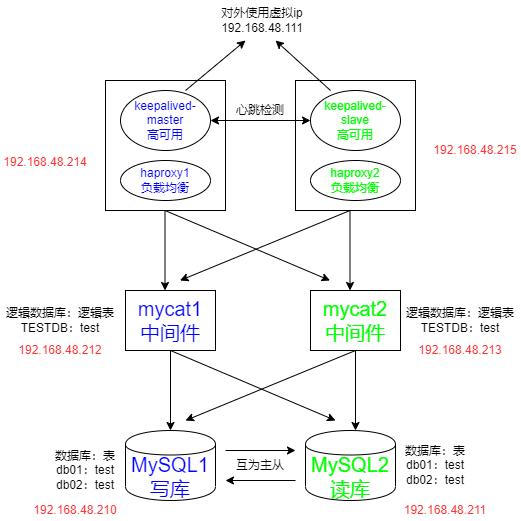 对外使用虚拟ip
192.168.48.111
keepalived-
master
高可用
心跳检测
keepalived-
slave
高可用
192.168.48.214
192.168.48.215
haproxy1
负载均衡
haproxy2
负载均衡
逻辑数据库：逻辑表
TESTDB：test
192.168.48.212
mycat1
中间件
mycat2
中间件
逻辑数据库：逻辑表
TESTDB：test
192.168.48.213
数据库：表
db01：test
db02：test
192.168.48.210
MySQL1
写库
互为主从
MySQL2
读库
数据库：表
db01：test
db02：test
192.168.48.211